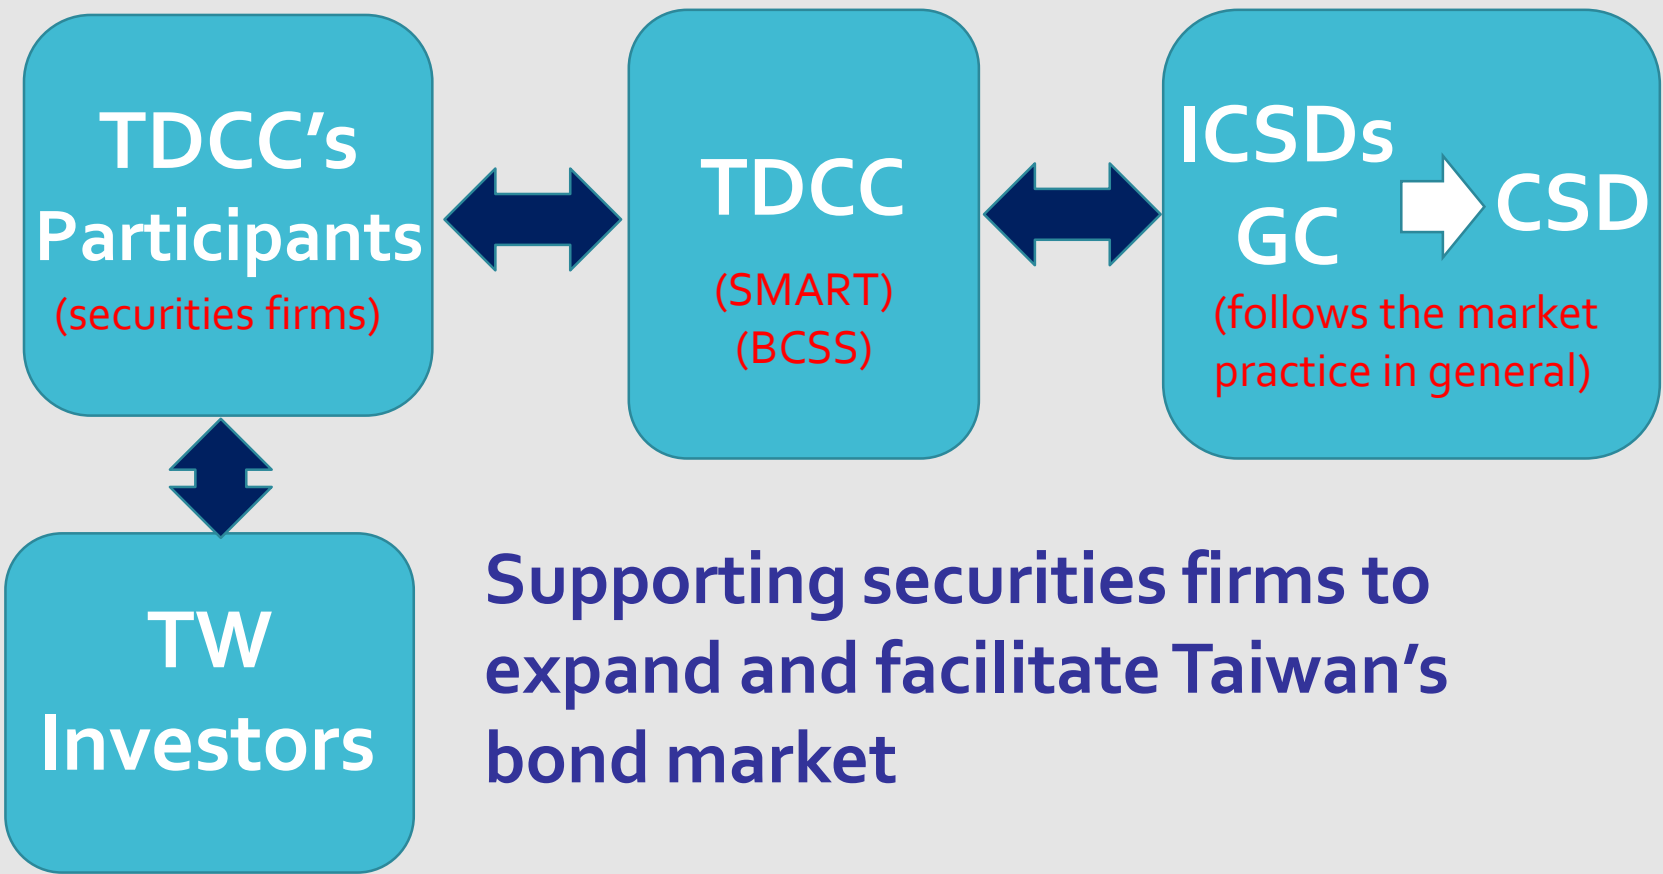 TDCC’s
Participants
(securities firms)
TDCC
(SMART)
(BCSS)
ICSDs
GC
CSD
(follows the market
practice in general)
TW
Investors
Supporting securities firms to
expand and facilitate Taiwan’s
bond market